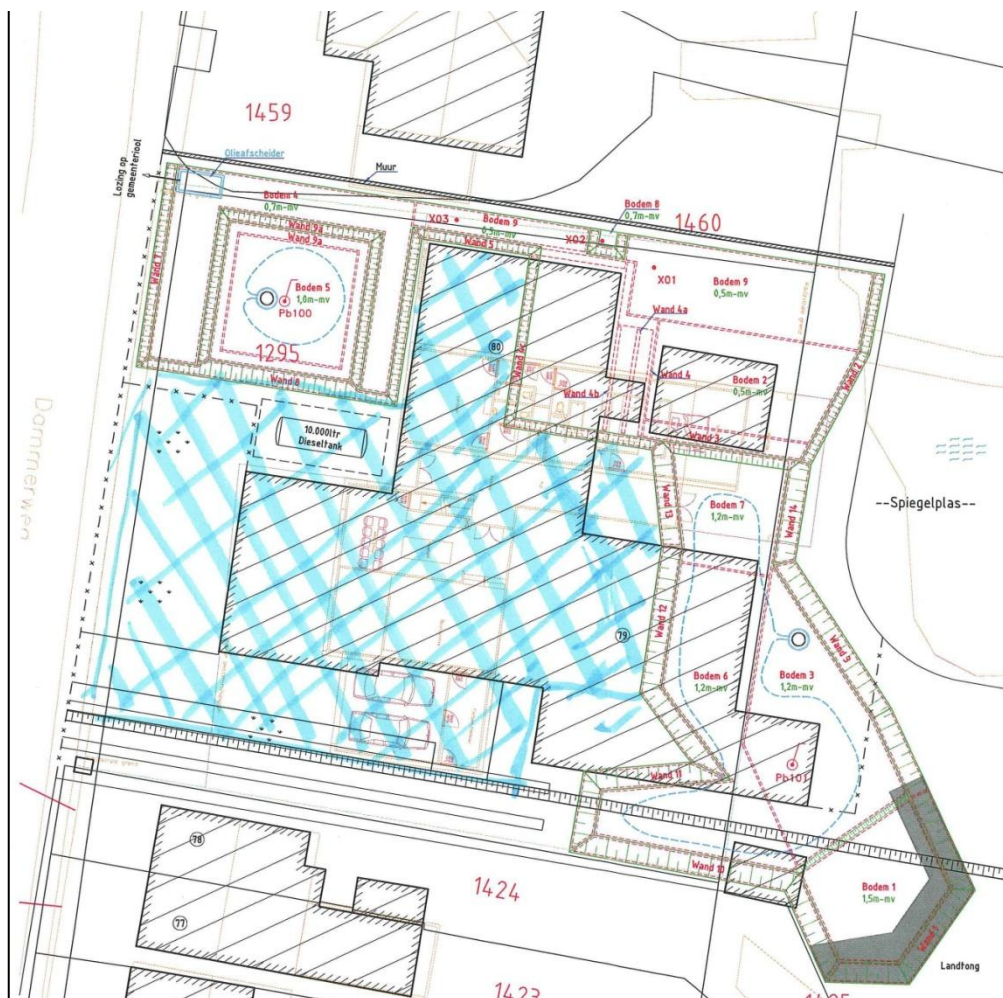 1459
Olieafscheider
Muur
Lozing op
gemeenteriool
Bodem 4
0,7m-mv
Bodem 8
0,7m-mv
1460
X03
Bodem 9
0,5m-mv
X02
Wand 9a
Wand 9a
Wand 5
X01
Bodem 9
0,5m-mv
Wand 7
Bodem 5
1,0m-mv
Pb100
Wand 4a
1295
80
Wand 4
Wand 2
Wand 8
Wand 4b
Bodem 2
0,5m-mv
10.000ltr
Dieseltank
Wand 3
Dammerweg
Wand 13
Bodem 7
1,2m-mv
Wand 14
--Spiegelplas--
Wand 12
79
Bodem 6
1,2m-mv
Bodem 3
1,2m-mv
Wand 11
Pb101
78
Wand 10
1424
Bodem 1
1,5m-mv
77
Landtong
1423